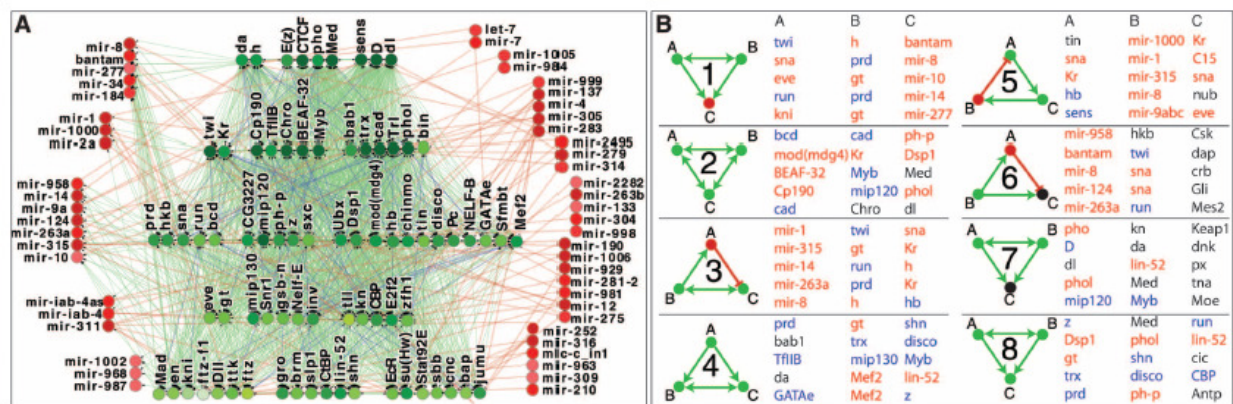 A
mir-8
bantam
mir-277
mir-34
mir-184
mir-1
mir-1000
mir-2a
mir-958
mir-14
mir-9a
mir-124
mir-263a
mir-315
mir-10
mir-iab-4as
mir-iab-4
mir-311
mir-1002
mir-968
mir-987
da
h
E(z)
CTCF
pho
Med
sens
D
dl
twi
Kr
Cp190
TfIIB
Chro
BEAF-32
Myb
bab1
trx
cad
Trl
phol
bin
prd
hkb
sna
run
bcd
CG3227
mip120
ph-p
z
sxc
Ubx
Dsp1
mod(mdg4)
hb
chinmo
tin
disco
Pc
NELF-B
GATAe
Sfmbt
Mef2
eve
gt
mip130
Snr1
gsb-n
Nelf-E
inv
tll
kn
CBP
E2f2
zfh1
Mad
en
kni
ftz-f1
Dll
ttk
ftz
gro
brm
slp1
CtBP
lin-52
shn
EcR
su(Hw)
Stat92E
sbb
cnc
bap
jumu
let-7
mir-7
mir-984
mir-999
mir-137
mir-4
mir-305
mir-283
mir-2495
mir-279
mir-314
mir-2282
mir-263b
mir-133
mir-304
mir-998
mir-190
mir-1006
mir-929
mir-281-2
mir-981
mir-12
mir-275
mir-252
mir-316
mir-963
mir-309
mir-210
B
A B C
A B
1
C
twi h bantam
sna prd mir-8
eve gt mir-10
run prd mir-14
kni gt mir-277
A B
2
C
bcd cad ph-p
mod(mdg4) Kr Dsp1
BEAF-32 Myb Med
Cp190 mip120 phol
cad Chro dl
A
3
B C
mir-1 twi sna
mir-315 gt Kr
mir-14 run h
mir-263a prd Kr
mir-8 h hb
A
4
B C
prd gt shn
bab1 trx disco
TfIIB mip130 Myb
da Mef2 lin-52
GATAe Mef2 z
A B C
A
5
B C
tin mir-1000 Kr
sna mir-1 C15
Kr mir-315 sna
hb mir-8 nub
sens mir-9abc eve
A
6
B C
mir-958 hkb Csk
bantam twi dap
mir-8 sna crb
mir-124 sna Gli
mir-263a run Mes2
A B
7
C
pho kn Keap1
D da dnk
dl lin-52 px
phol Med tna
mip120 Myb Moe
A B
8
C
z Med run
Dsp1 phol lin-52
gt shn cic
trx disco CBP
prd ph-p Antp